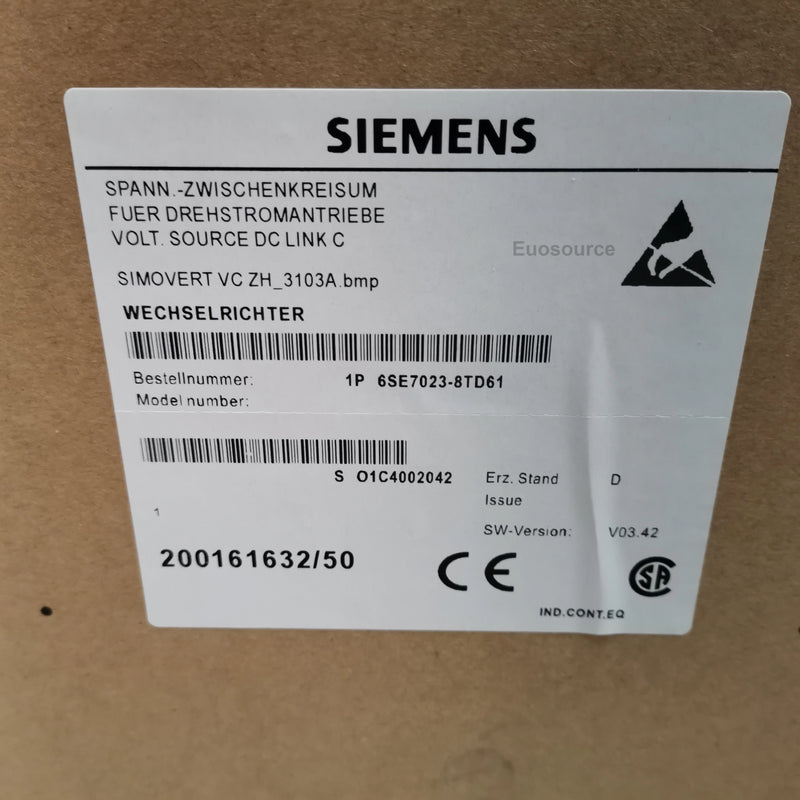 SIEMENS
SPANN.-ZWISCHENKREISUM
FUER DREHSTROMANTRIEBE
VOLT. SOURCE DC LINK C
Euosource
SIMOVERT VC ZH_3103A.bmp
WECHSELRICHTER
Bestellnummer: 1P 6SE7023-8TD61
Model number:
S O1C4002042 Erz. Stand D
Issue
1
SW-Version: V03.42
200161632/50 CE SA
IND.CONT.EQ